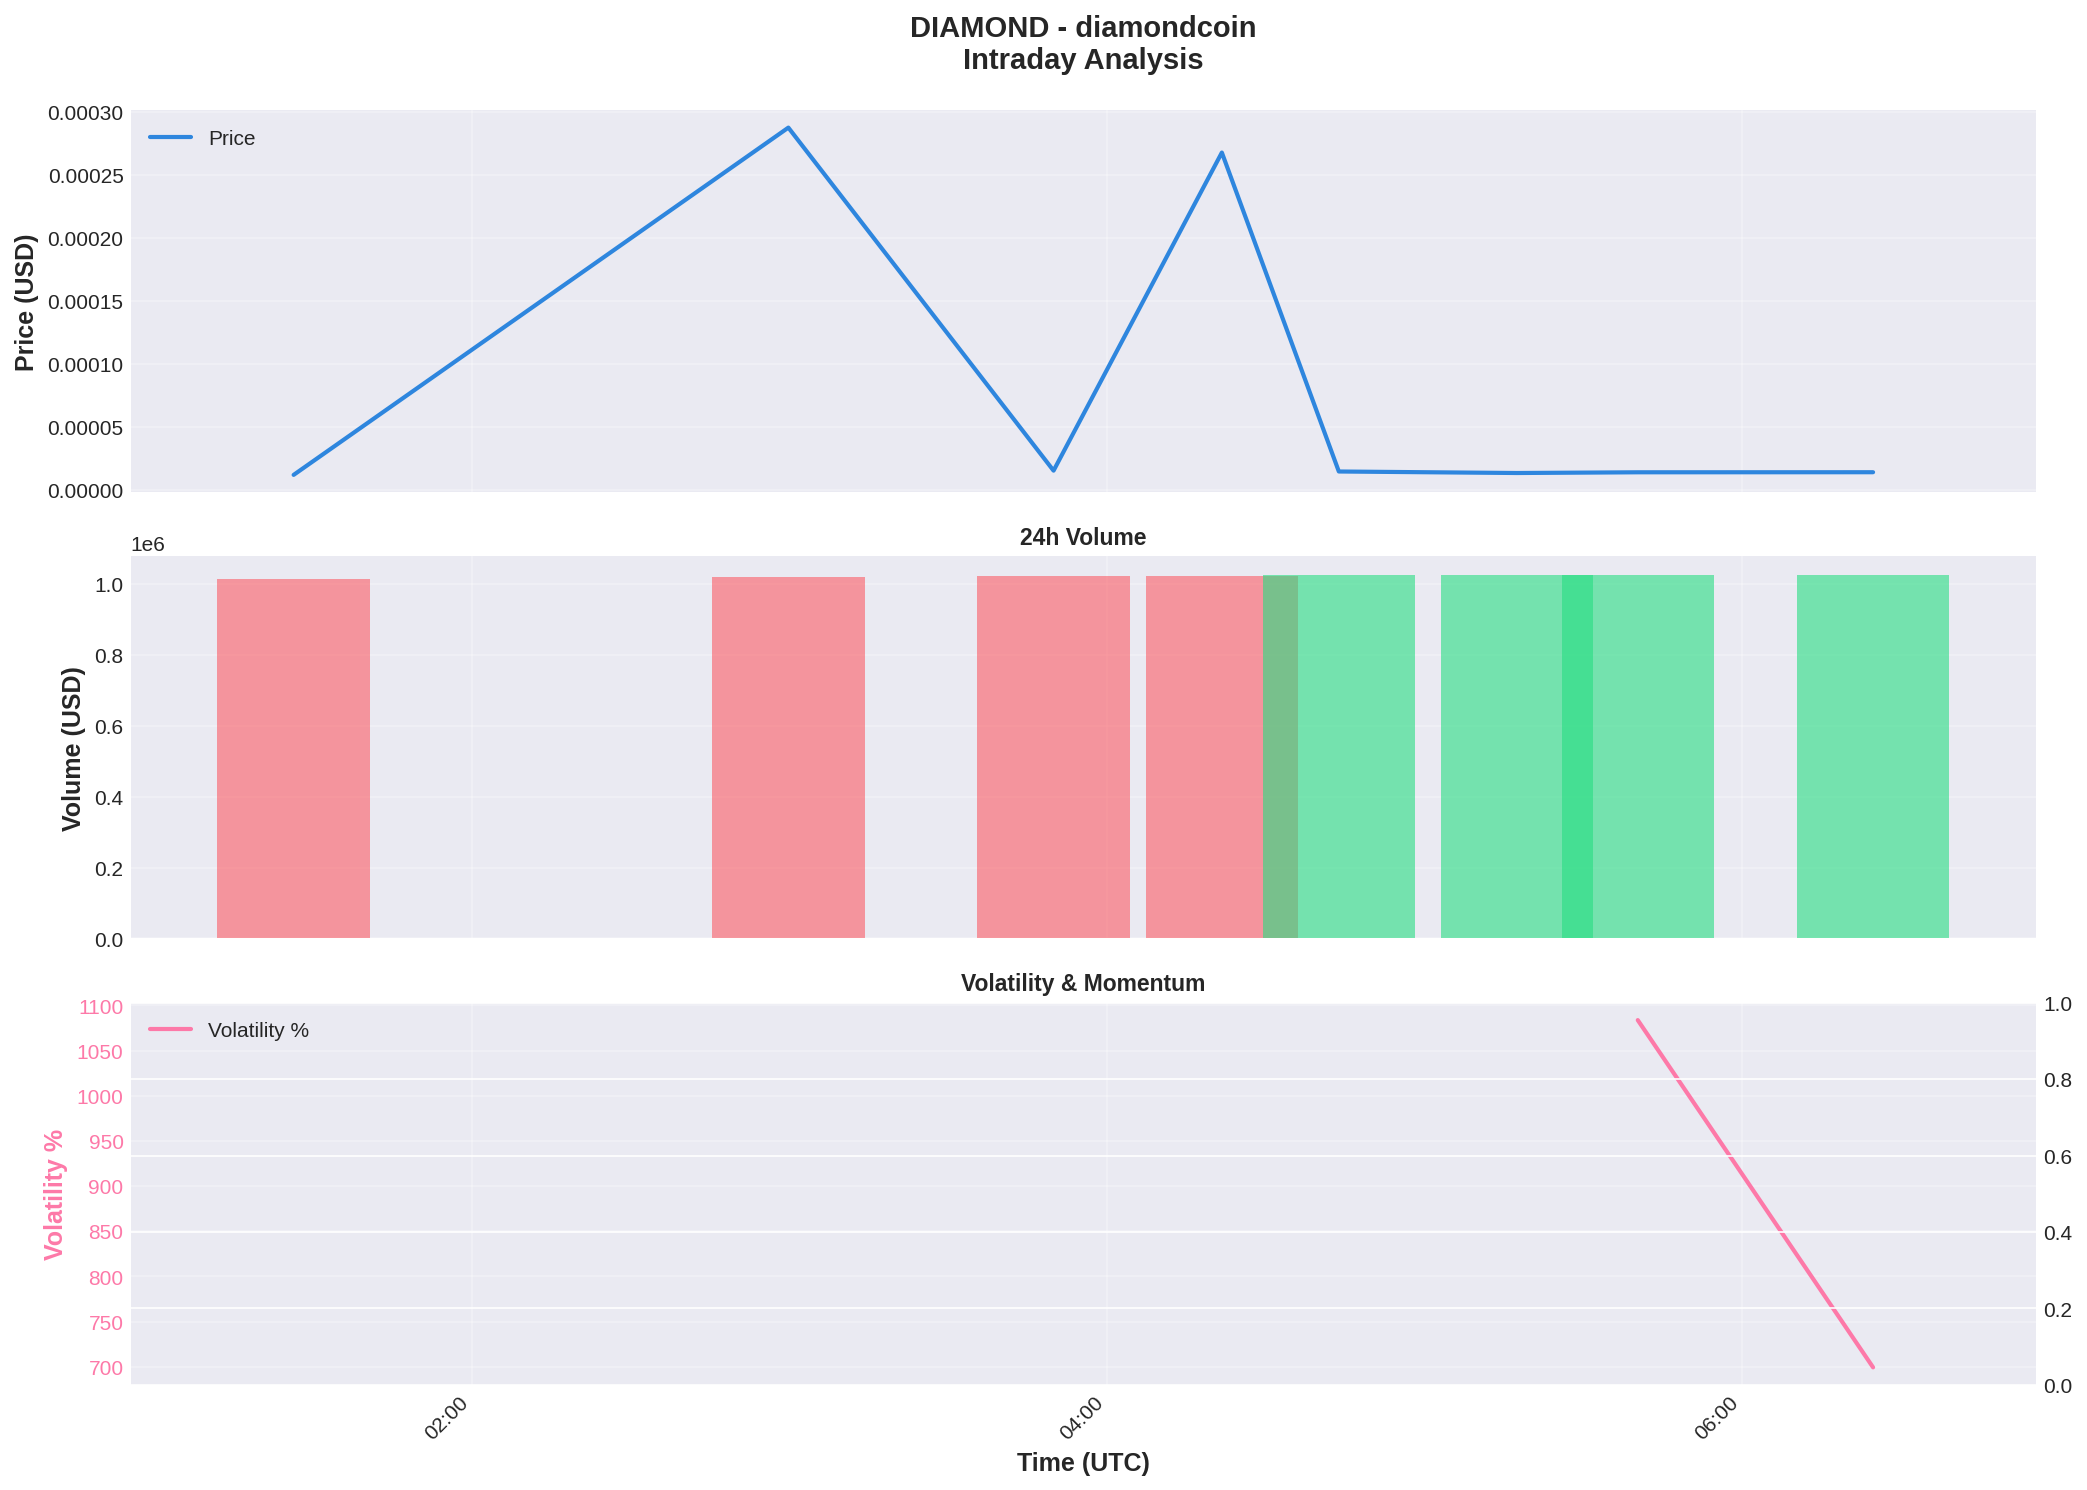 DIAMOND - diamondcoin
Intraday Analysis
Price (USD)
0.00030
0.00025
0.00020
0.00015
0.00010
0.00005
0.00000
Price
24h Volume
1e6
Volume (USD)
1.0
0.8
0.6
0.4
0.2
0.0
Volatility & Momentum
Volatility %
1100
1050
1000
950
900
850
800
750
700
Volatility %
1.0
0.8
0.6
0.4
0.2
0.0
02:00
04:00
06:00
Time (UTC)